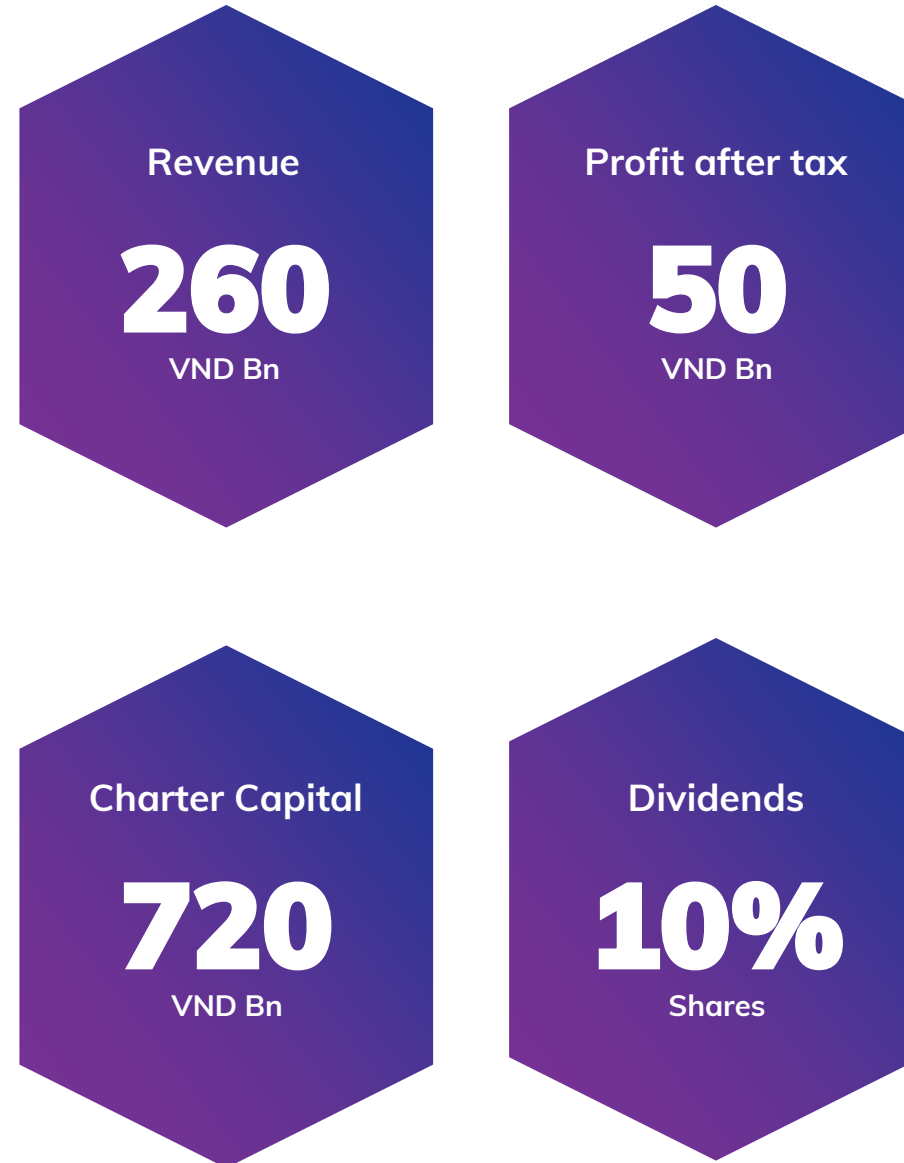 Revenue
260
VND Bn
Profit after tax
50
VND Bn
Charter Capital
720
VND Bn
Dividends
10%
Shares